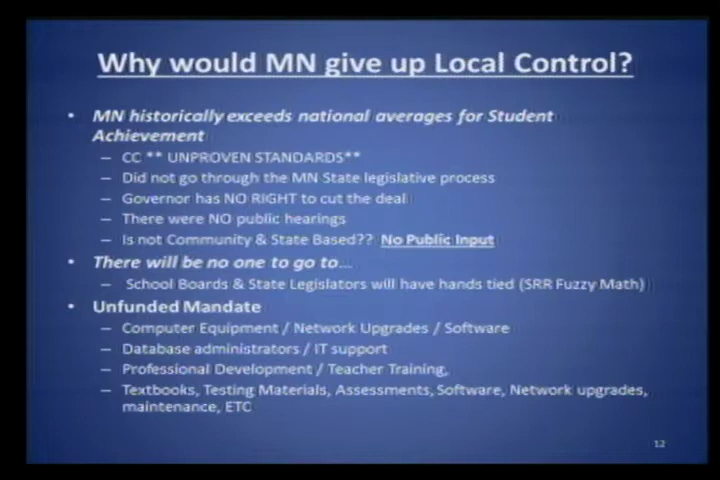 Why would MN give up Local Control?
• MN historically exceeds national averages for Student
Achievement
– CC ** UNPROVEN STANDARDS**
– Did not go through the MN State legislative process
– Governor has NO RIGHT to cut the deal
– There were NO public hearings
– Is not Community & State Based?? No Public Input
• There will be no one to go to…
– School Boards & State Legislators will have hands tied (SRR Fuzzy Math)
• Unfunded Mandate
– Computer Equipment / Network Upgrades / Software
– Database administrators / IT support
– Professional Development / Teacher Training,
– Textbooks, Testing Materials, Assessments, Software, Network upgrades,
maintenance, ETC
12